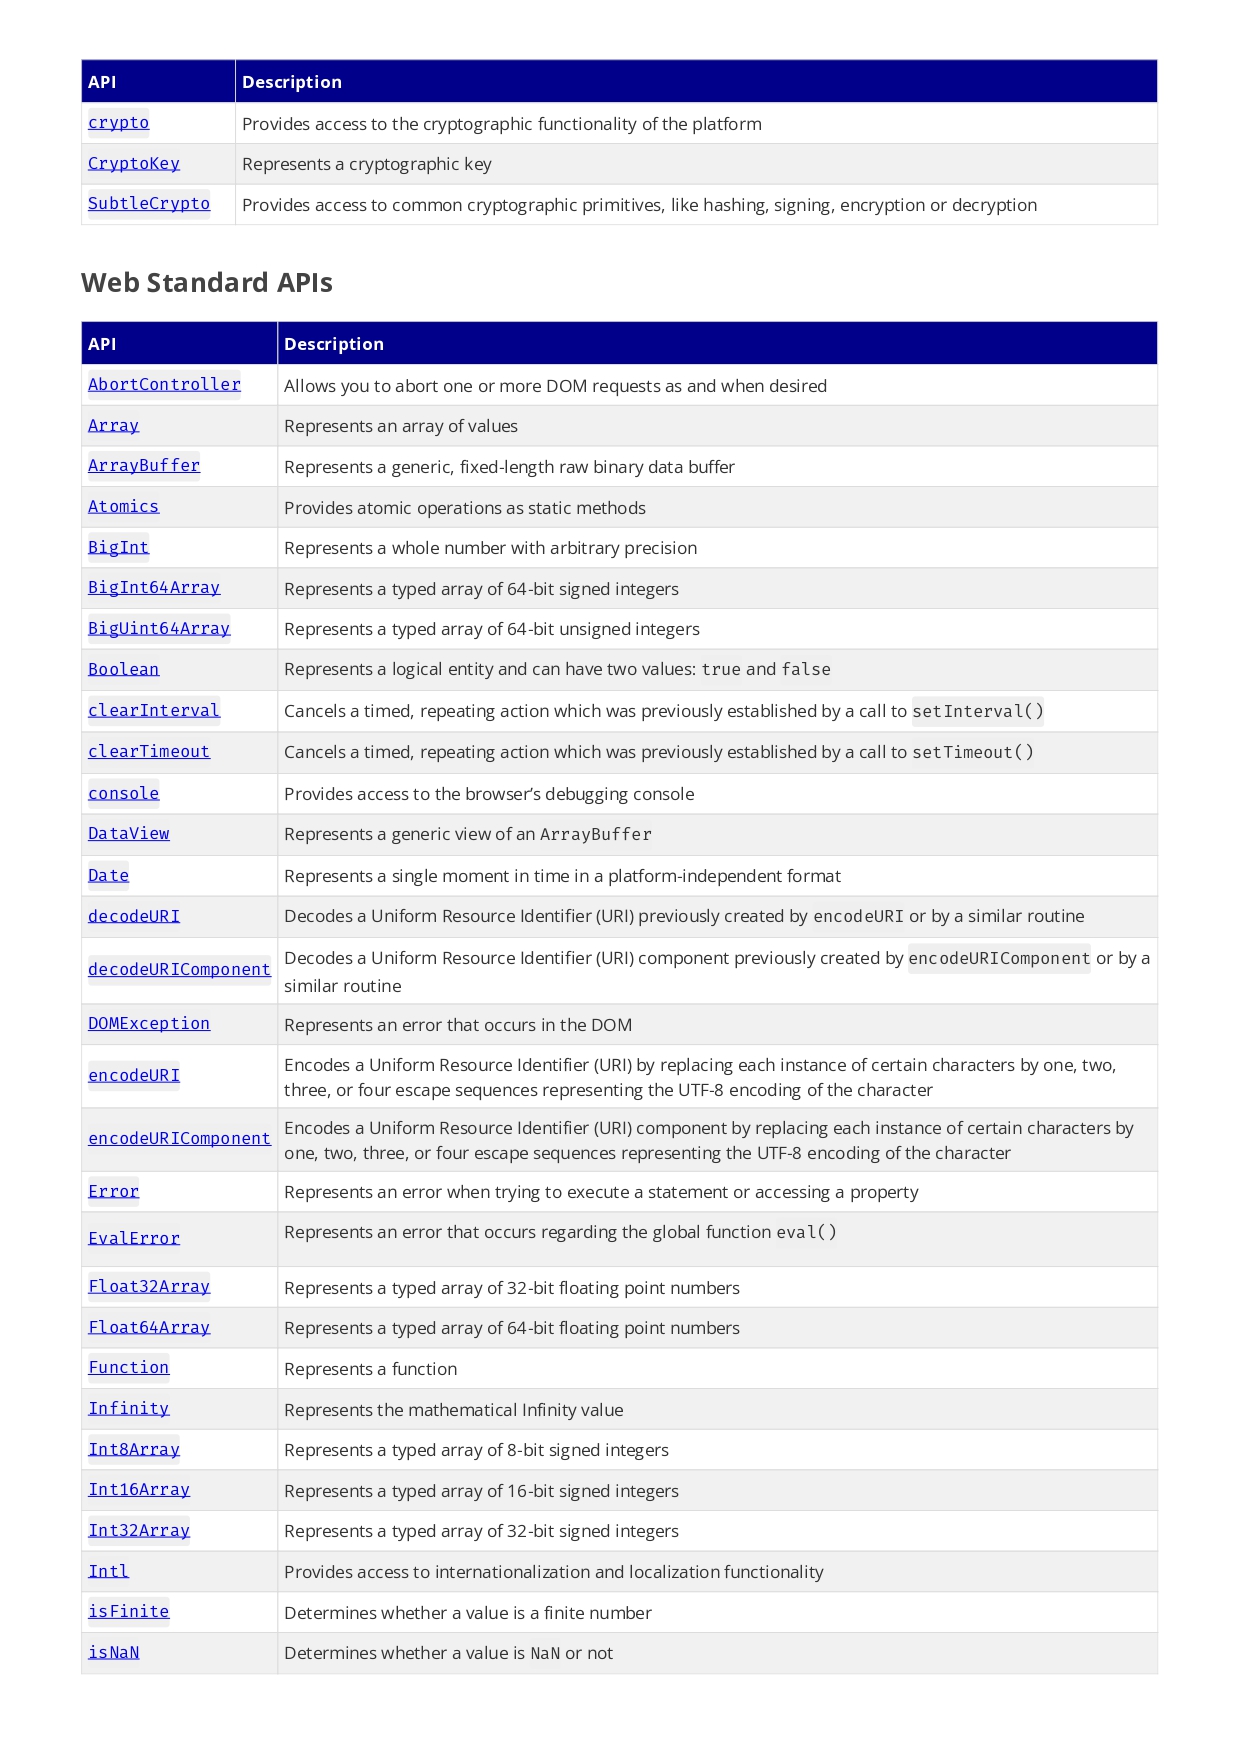 API Description
crypto Provides access to the cryptographic functionality of the platform
CryptoKey Represents a cryptographic key
SubtleCrypto Provides access to common cryptographic primitives, like hashing, signing, encryption or decryption
Web Standard APIs
API Description
AbortController Allows you to abort one or more DOM requests as and when desired
Array Represents an array of values
ArrayBuffer Represents a generic, fixed-length raw binary data buffer
Atomics Provides atomic operations as static methods
BigInt Represents a whole number with arbitrary precision
BigInt64Array Represents a typed array of 64-bit signed integers
BigUint64Array Represents a typed array of 64-bit unsigned integers
Boolean Represents a logical entity and can have two values: true and false
clearInterval Cancels a timed, repeating action which was previously established by a call to setInterval()
clearTimeout Cancels a timed, repeating action which was previously established by a call to setTimeout()
console Provides access to the browser’s debugging console
DataView Represents a generic view of an ArrayBuffer
Date Represents a single moment in time in a platform-independent format
decodeURI Decodes a Uniform Resource Identifier (URI) previously created by encodeURI or by a similar routine
decodeURIComponent Decodes a Uniform Resource Identifier (URI) component previously created by encodeURIComponent or by a
similar routine
DOMException Represents an error that occurs in the DOM
encodeURI Encodes a Uniform Resource Identifier (URI) by replacing each instance of certain characters by one, two,
three, or four escape sequences representing the UTF-8 encoding of the character
encodeURIComponent Encodes a Uniform Resource Identifier (URI) component by replacing each instance of certain characters by
one, two, three, or four escape sequences representing the UTF-8 encoding of the character
Error Represents an error when trying to execute a statement or accessing a property
EvalError Represents an error that occurs regarding the global function eval()
Float32Array Represents a typed array of 32-bit floating point numbers
Float64Array Represents a typed array of 64-bit floating point numbers
Function Represents a function
Infinity Represents the mathematical Infinity value
Int8Array Represents a typed array of 8-bit signed integers
Int16Array Represents a typed array of 16-bit signed integers
Int32Array Represents a typed array of 32-bit signed integers
Intl Provides access to internationalization and localization functionality
isFinite Determines whether a value is a finite number
isNaN Determines whether a value is NaN or not